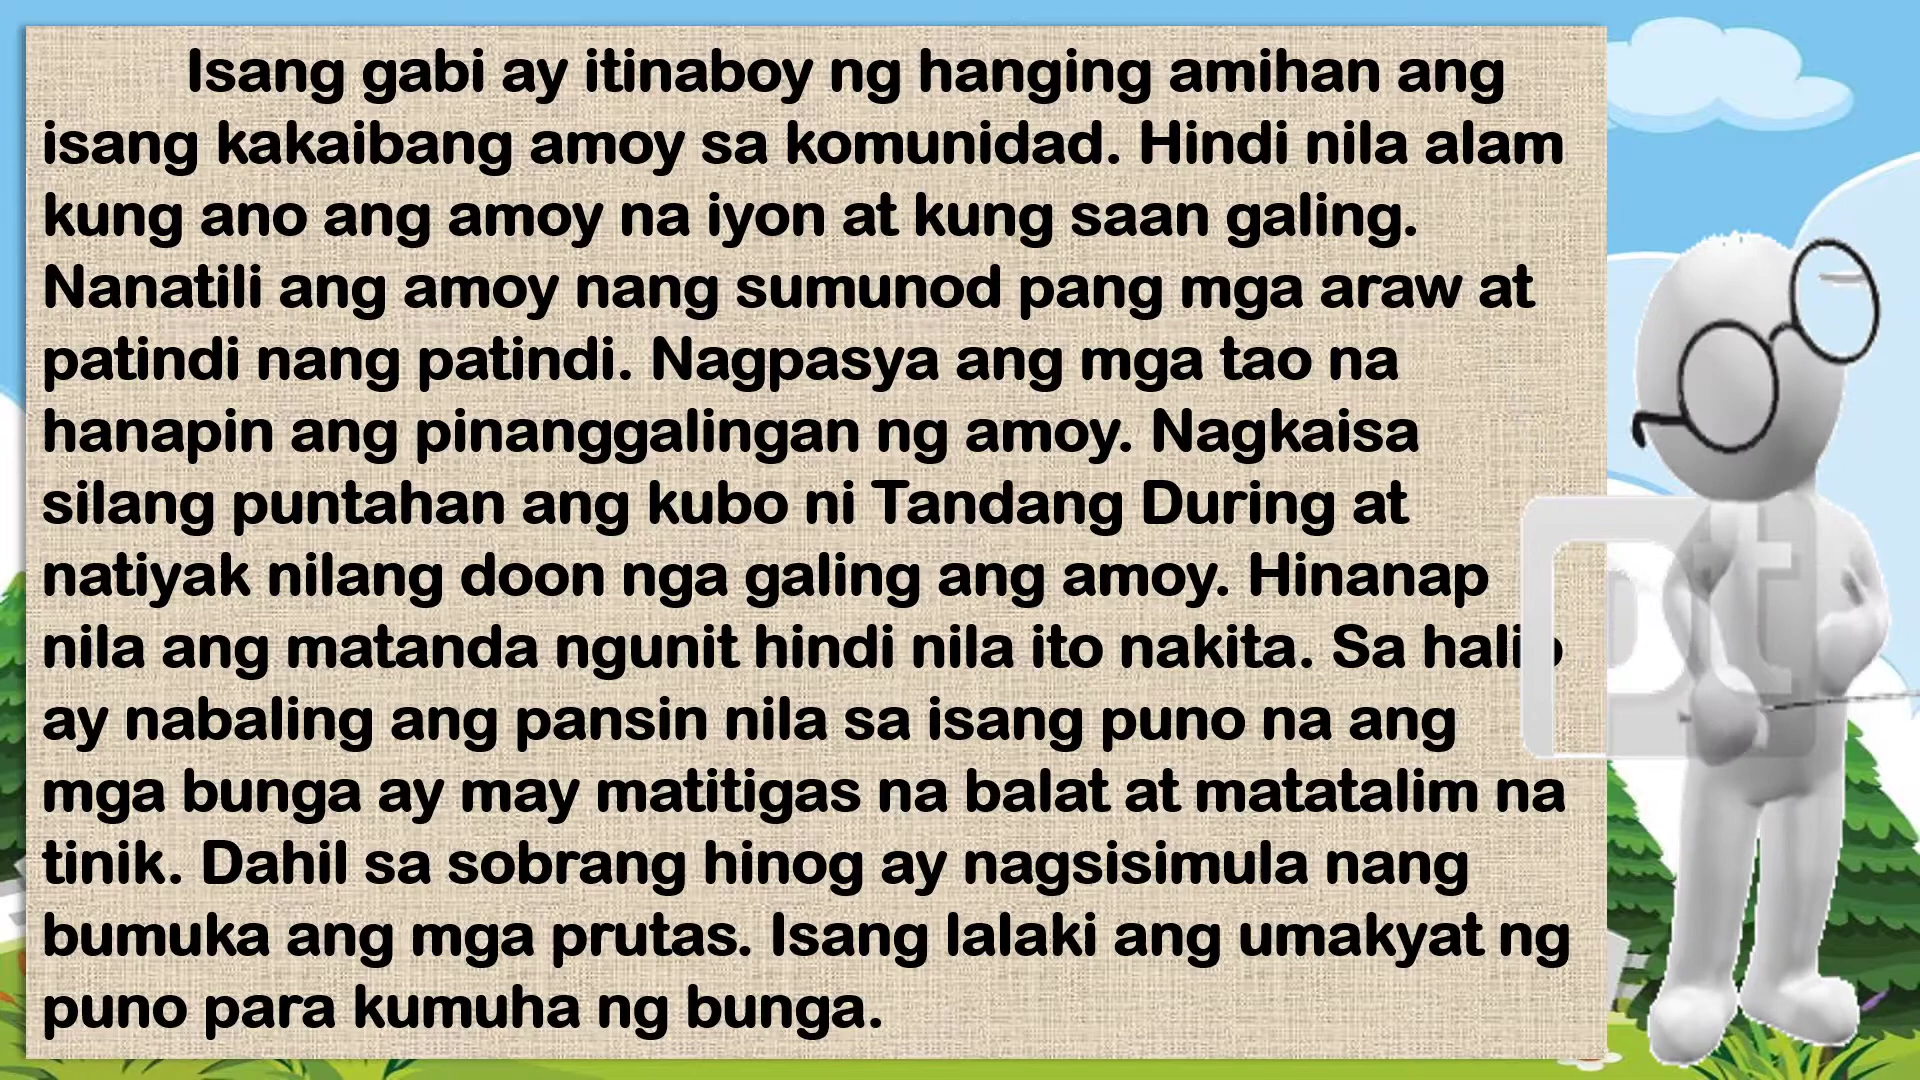 Isang gabi ay itinaboy ng hanging amihan ang
isang kakaibang amoy sa komunidad. Hindi nila alam
kung ano ang amoy na iyon at kung saan galing.
Nanatili ang amoy nang sumunod pang mga araw at
patindi nang patindi. Nagpasya ang mga tao na
hanapin ang pinanggalingan ng amoy. Nagkaisa
silang puntahan ang kubo ni Tandang During at
natiyak nilang doon nga galing ang amoy. Hinanap
nila ang matanda ngunit hindi nila ito nakita. Sa halip
ay nabaling ang pansin nila sa isang puno na ang
mga bunga ay may matitigas na balat at matatalim na
tinik. Dahil sa sobrang hinog ay nagsisimula nang
bumuka ang mga prutas. Isang lalaki ang umakyat ng
puno para kumuha ng bunga.